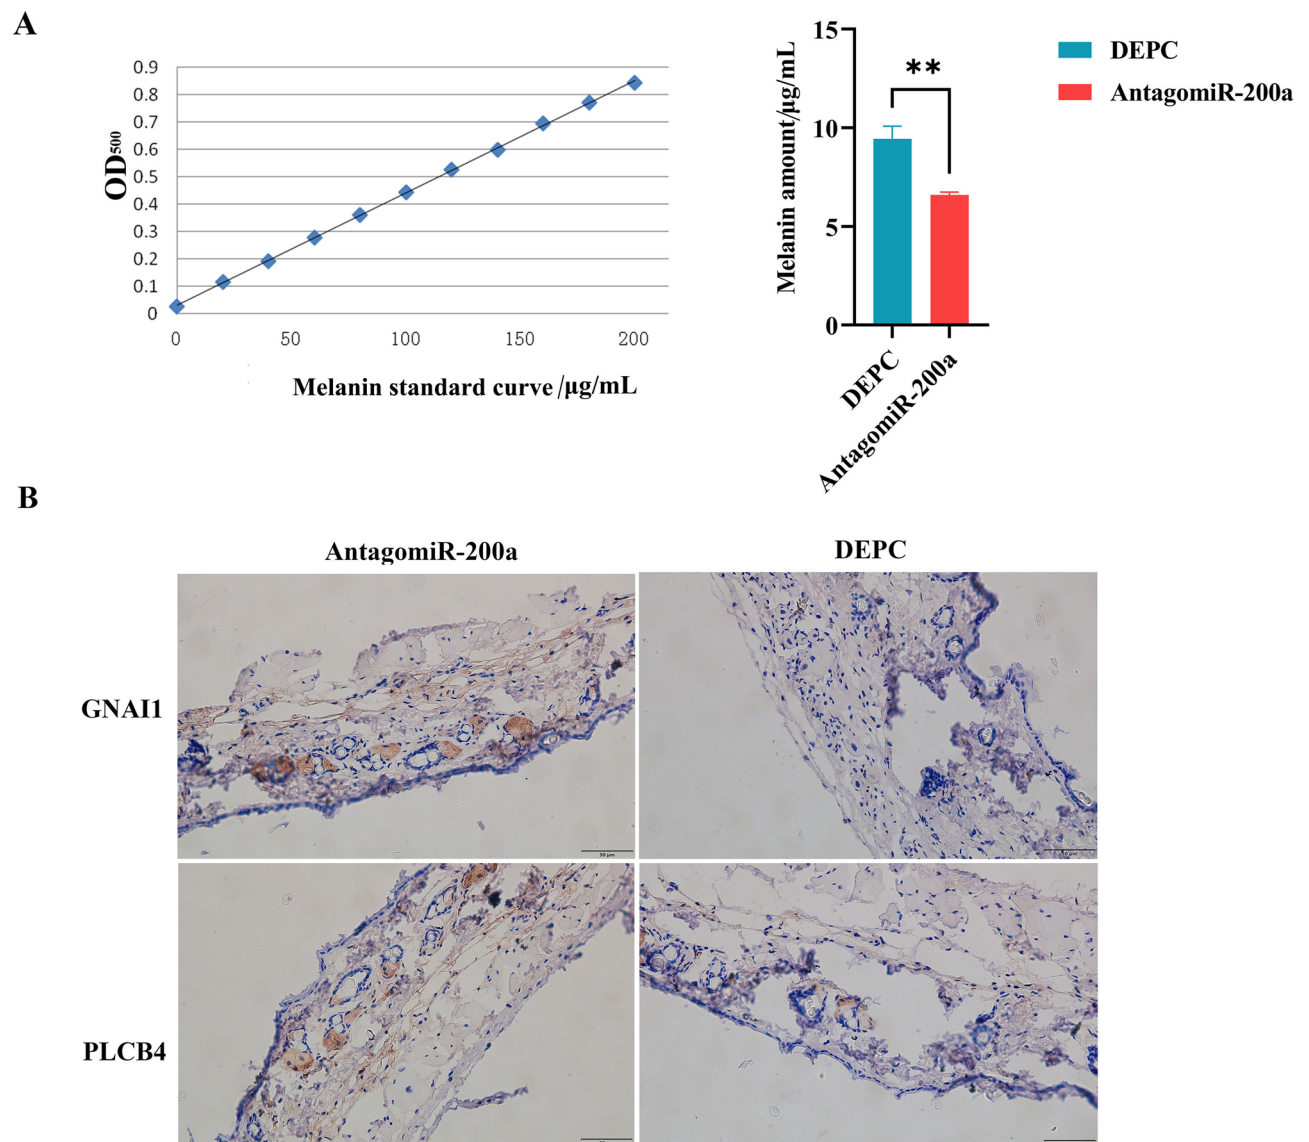 A
0.9
0.8
0.7
0.6
0.5
0.4
0.3
0.2
0.1
0
OD500
0 50 100 150 200
Melanin standard curve/μg/mL
15
10
5
0
Melanin amount/μg/mL
**
DEPC
AntagomiR-200a
DEPC
AntagomiR-200a
B
AntagomiR-200a DEPC
GNAI1
50 μm
PLCB4